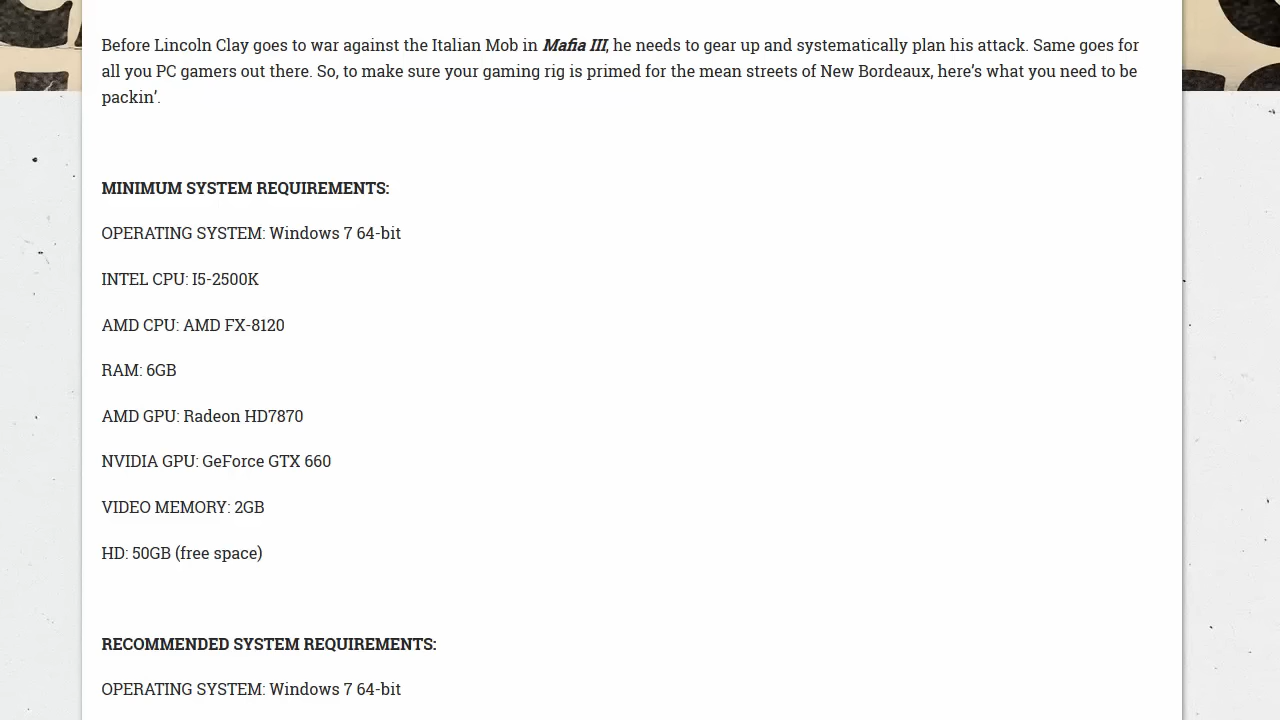 Before Lincoln Clay goes to war against the Italian Mob in Mafia III, he needs to gear up and systematically plan his attack. Same goes for
all you PC gamers out there. So, to make sure your gaming rig is primed for the mean streets of New Bordeaux, here’s what you need to be
packin’.
MINIMUM SYSTEM REQUIREMENTS:
OPERATING SYSTEM: Windows 7 64-bit
INTEL CPU: I5-2500K
AMD CPU: AMD FX-8120
RAM: 6GB
AMD GPU: Radeon HD7870
NVIDIA GPU: GeForce GTX 660
VIDEO MEMORY: 2GB
HD: 50GB (free space)
RECOMMENDED SYSTEM REQUIREMENTS:
OPERATING SYSTEM: Windows 7 64-bit